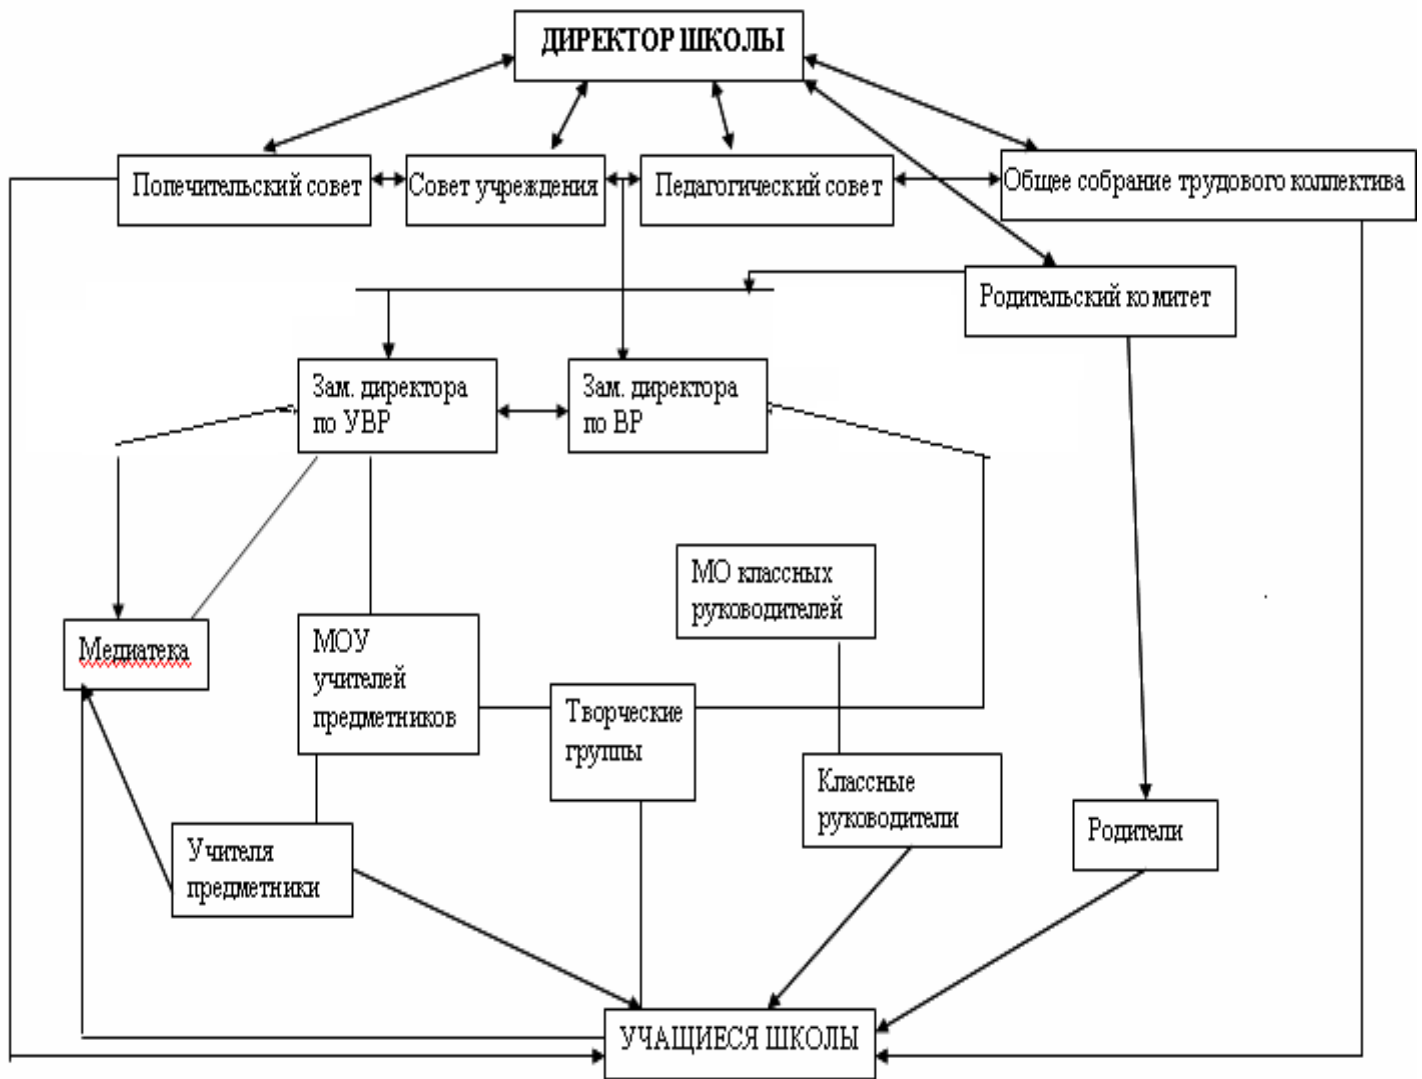 ДИРЕКТОР ШКОЛЫ
Попечительский совет
Совет учреждения
Педагогический совет
Общее собрание трудового коллектива
Родительский комитет
Зам. директора
по УВР
Зам. директора
по ВР
МО классных
руководителей
Медиатека
МОУ
учителей
предметников
Творческие
группы
Классные
руководители
Родители
Учителя
предметники
УЧАЩИЕСЯ ШКОЛЫ